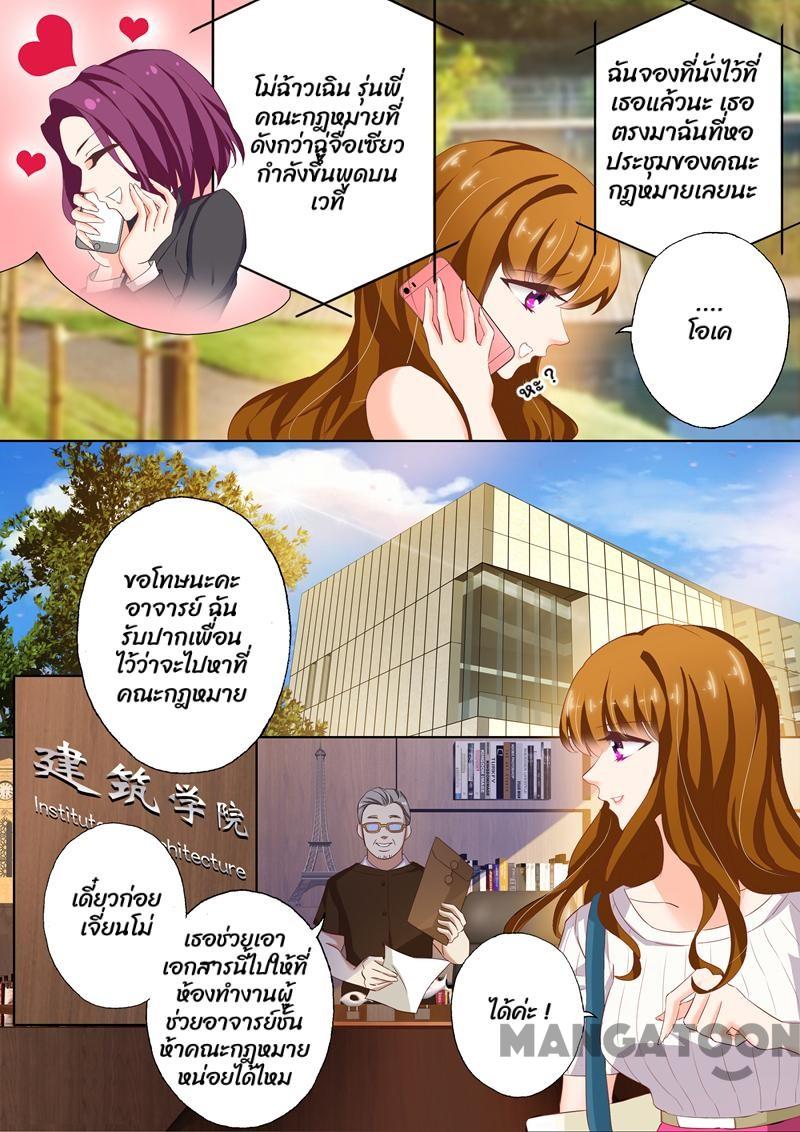 โม่ฉ้าวเฉิน รุ่นพี่
คณะกฎหมายที่
ดังกว่าฉู่จื่อเซียว
กำลังขึ้นพูดบน
เวที
ฉันจองที่นั่งไว้ที่
เธอแล้วนะ เธอ
ตรงมาฉันที่หอ
ประชุมของคณะ
กฎหมายเลยนะ
....
โอเค
หะ?
ขอโทษนะคะ
อาจารย์ ฉัน
รับปากเพื่อน
ไว้ว่าจะไปหาที่
คณะกฎหมาย
建筑学院
Institute Architecture
TURKEY
เดี๋ยวก่อน
เจี่ยนโม่
เธอช่วยเอา
เอกสารนี้ไปให้ที่
ห้องทำงานผู้
ช่วยอาจารย์ชั้น
ห้าคณะกฎหมาย
หน่อยได้ไหม
ได้ค่ะ !
MANGATOON